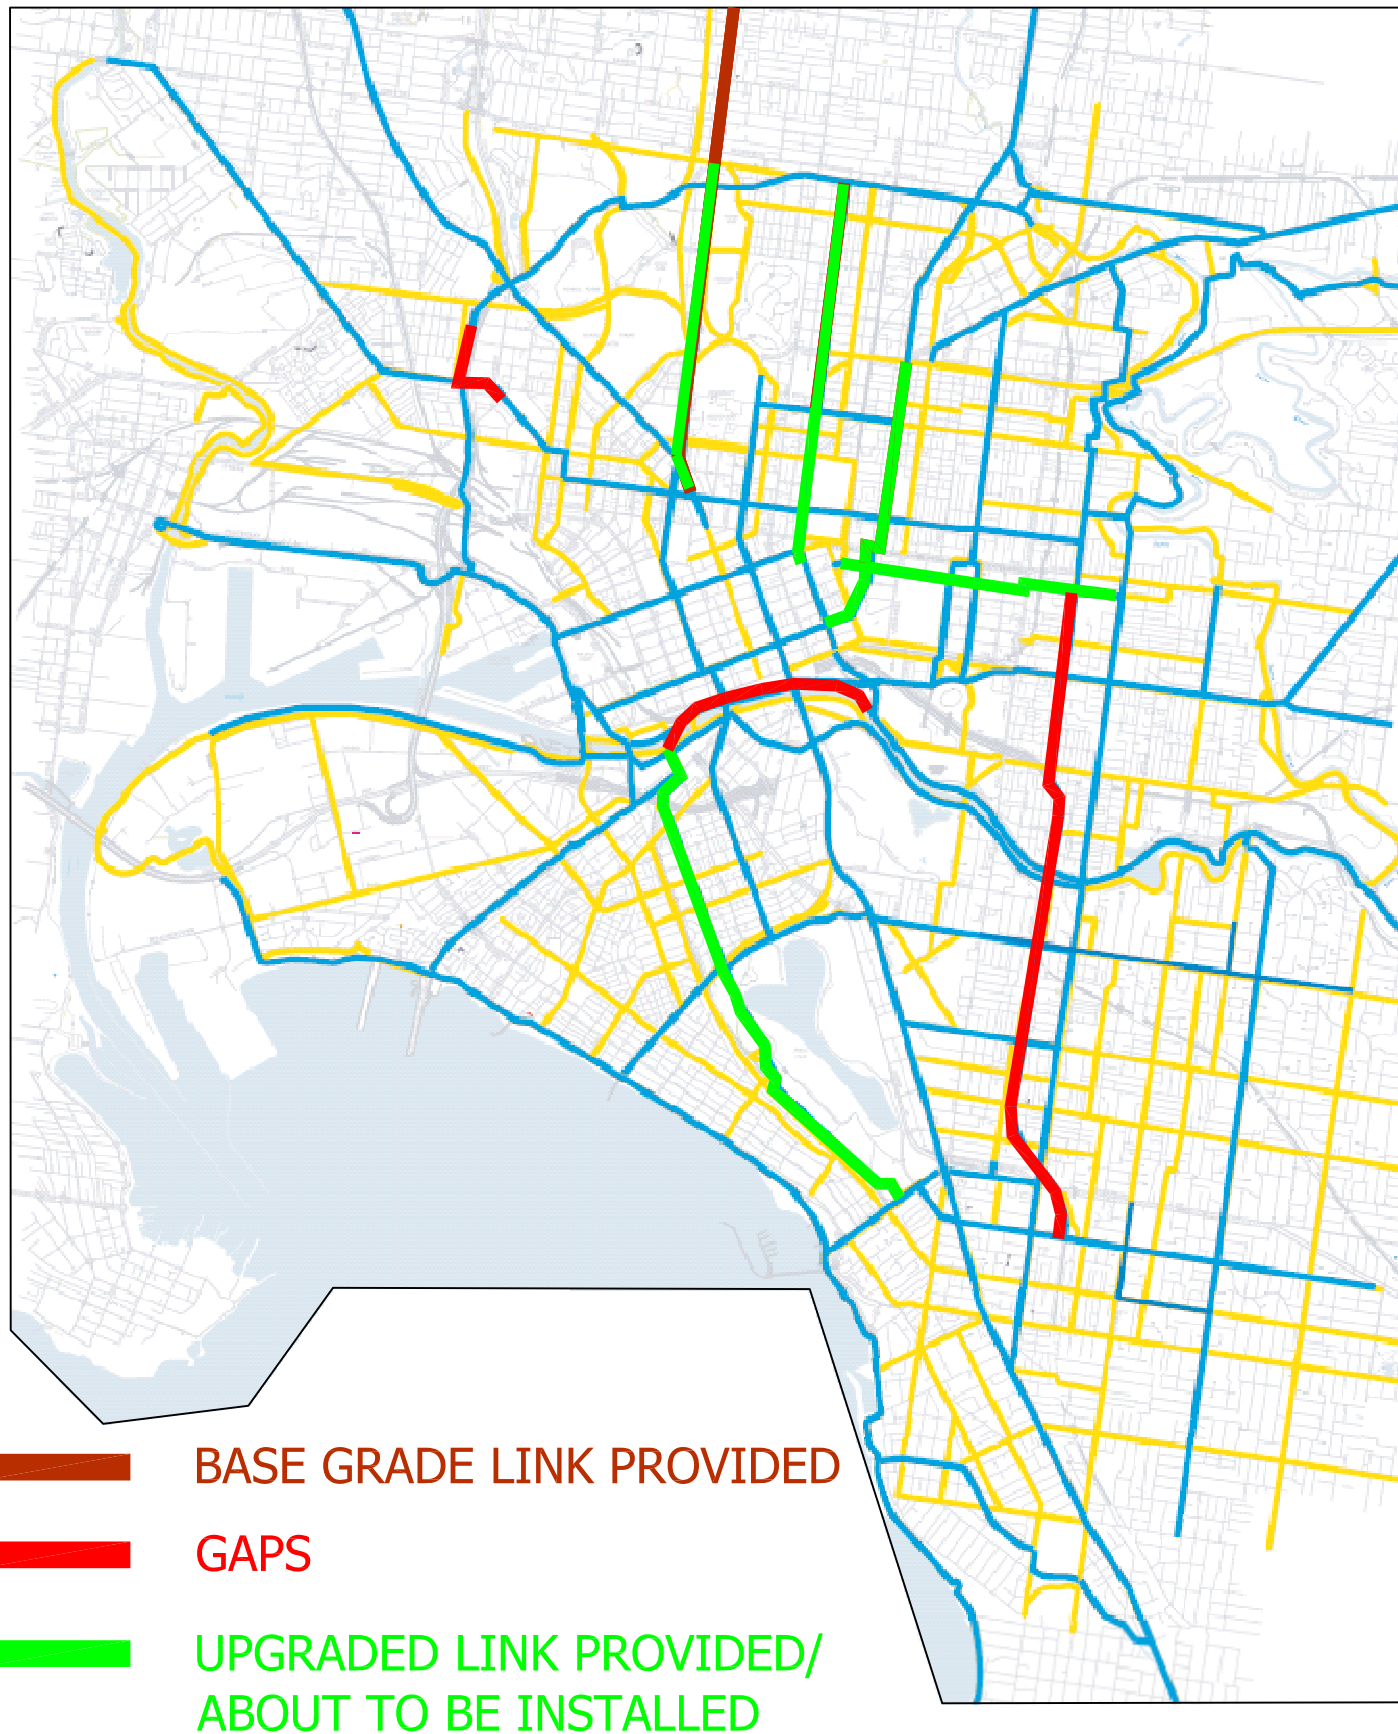 BASE GRADE LINK PROVIDED
GAPS
UPGRADED LINK PROVIDED/
ABOUT TO BE INSTALLED